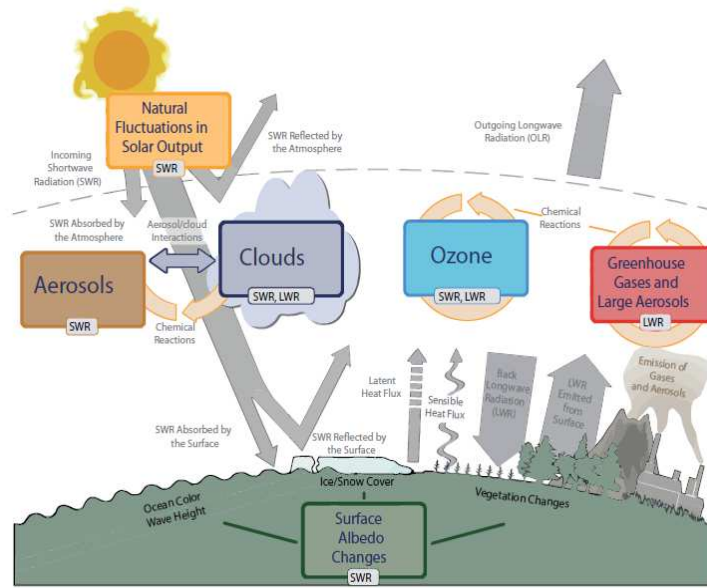 Natural
Fluctuations in
Solar Output
SWR
Incoming
Shortwave
Radiation (SWR)
SWR Reflected by
the Atmosphere
Outgoing Longwave
Radiation (OLR)
SWR Absorbed by
the Atmosphere
Aerosol/cloud
Interactions
Chemical
Reactions
Aerosols
SWR
Clouds
SWR, LWR
Ozone
SWR, LWR
Greenhouse
Gases and
Large Aerosols
LWR
Chemical
Reactions
Latent
Heat Flux
Sensible
Heat Flux
Back
Longwave
Radiation
(LWR)
LWR
Emitted
from
Surface
Emission of
Gases
and Aerosols
SWR Absorbed by
the Surface
SWR Reflected by
the Surface
Ice/Snow Cover
Ocean Color
Wave Height
Vegetation Changes
Surface
Albedo
Changes
SWR